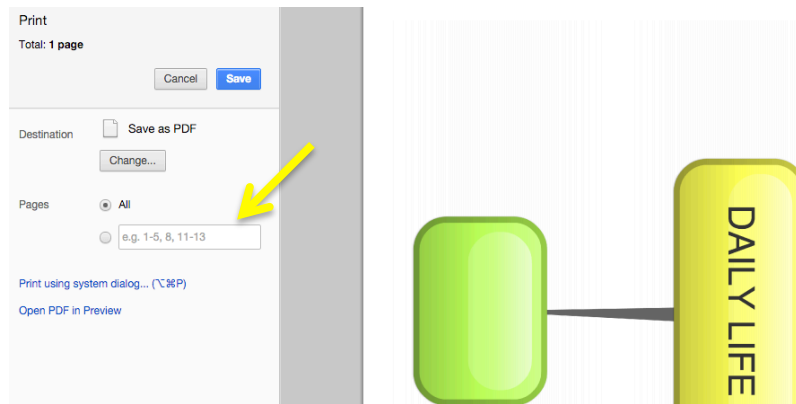 Print
Total: 1 page
Cancel
Save
Destination
Save as PDF
Change...
Pages
All
e.g. 1-5, 8, 11-13
Print using system dialog... (⌥⌘P)
Open PDF in Preview
DAILY LIFE